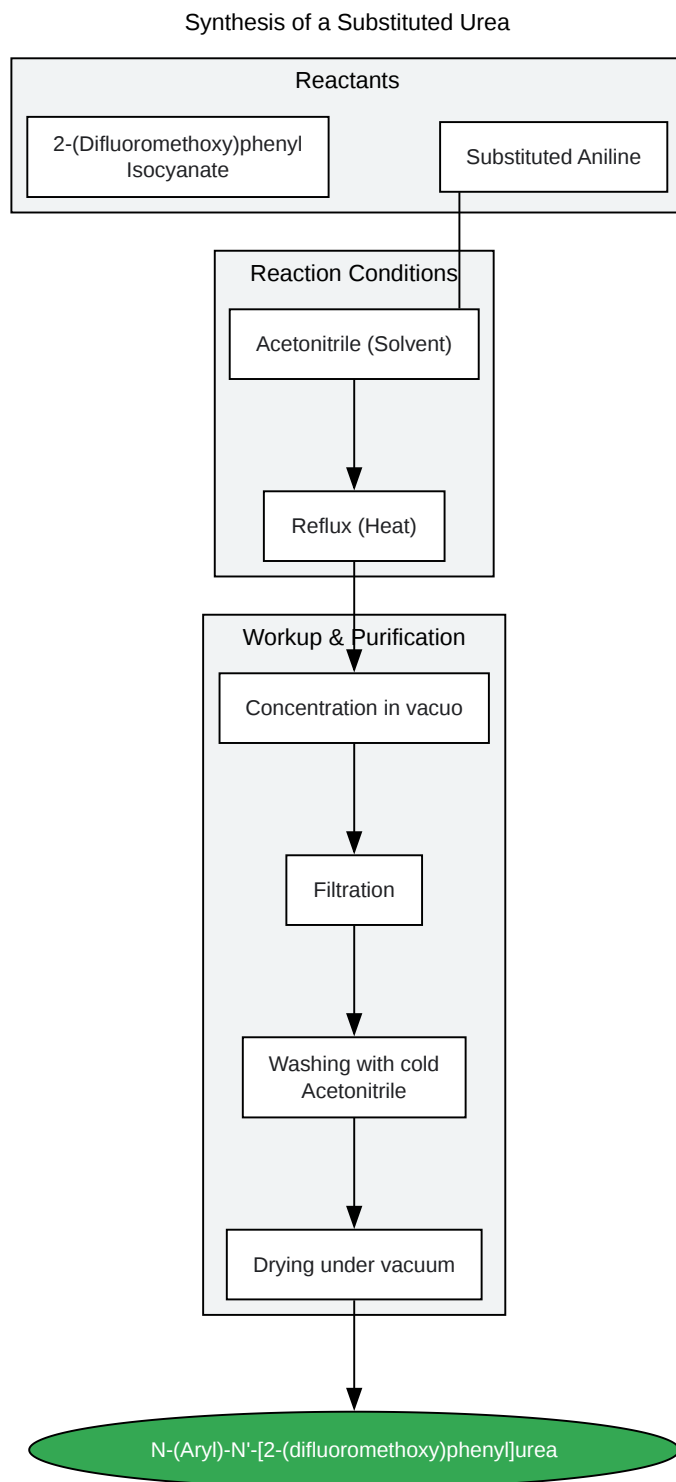 Synthesis of a Substituted Urea
Reactants
2-(Difluoromethoxy)phenyl
Isocyanate
Substituted Aniline
Reaction Conditions
Acetonitrile (Solvent)
Reflux (Heat)
Workup & Purification
Concentration in vacuo
Filtration
Washing with cold
Acetonitrile
Drying under vacuum
N-(Aryl)-N'-[2-(difluoromethoxy)phenyl]urea